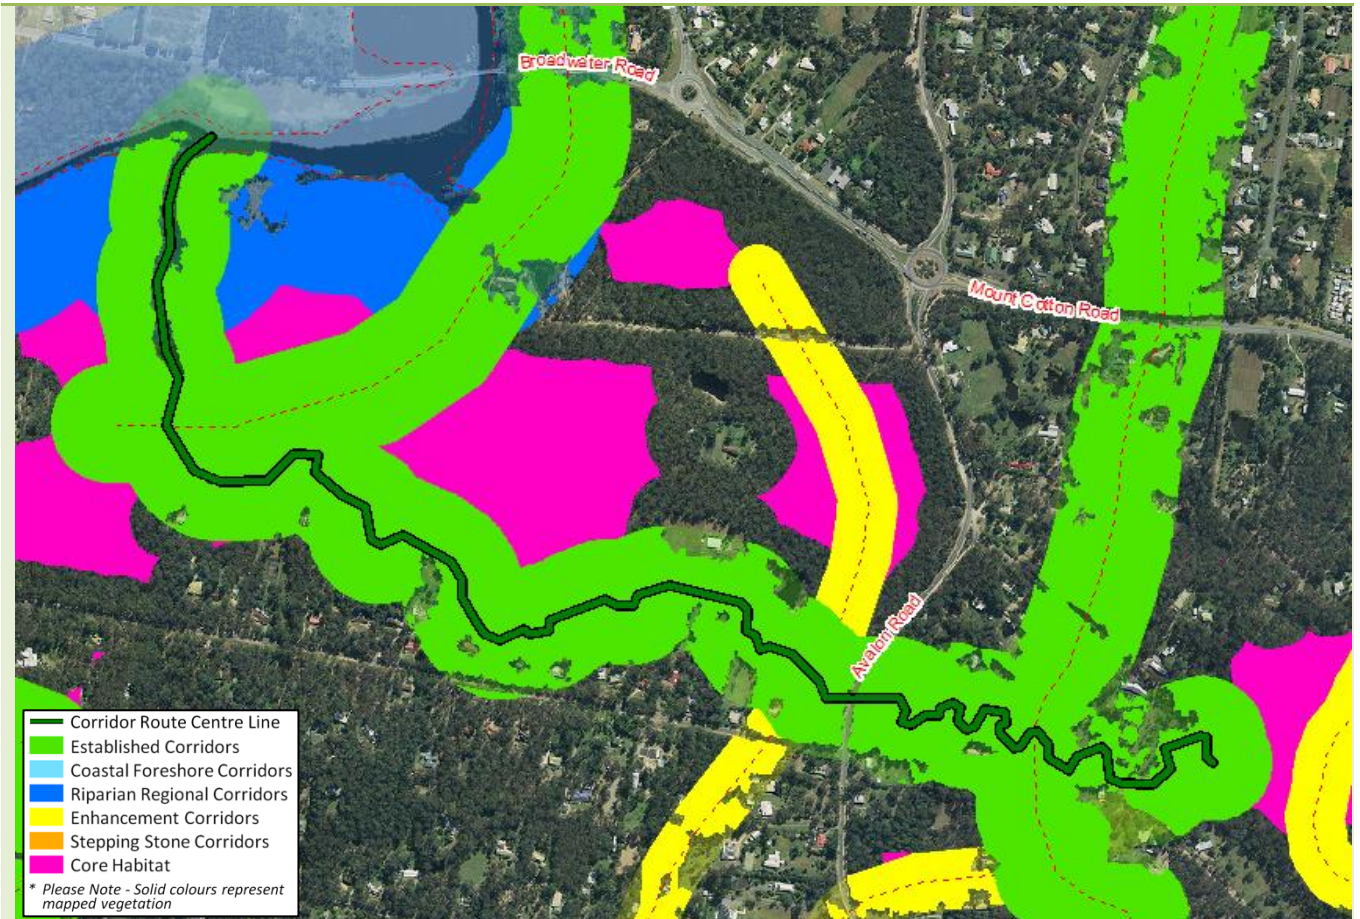 Broadwater Road
Mount Cotton Road
Avalon Road
Corridor Route Centre Line
Established Corridors
Coastal Foreshore Corridors
Riparian Regional Corridors
Enhancement Corridors
Stepping Stone Corridors
Core Habitat
* Please Note - Solid colours represent
mapped vegetation